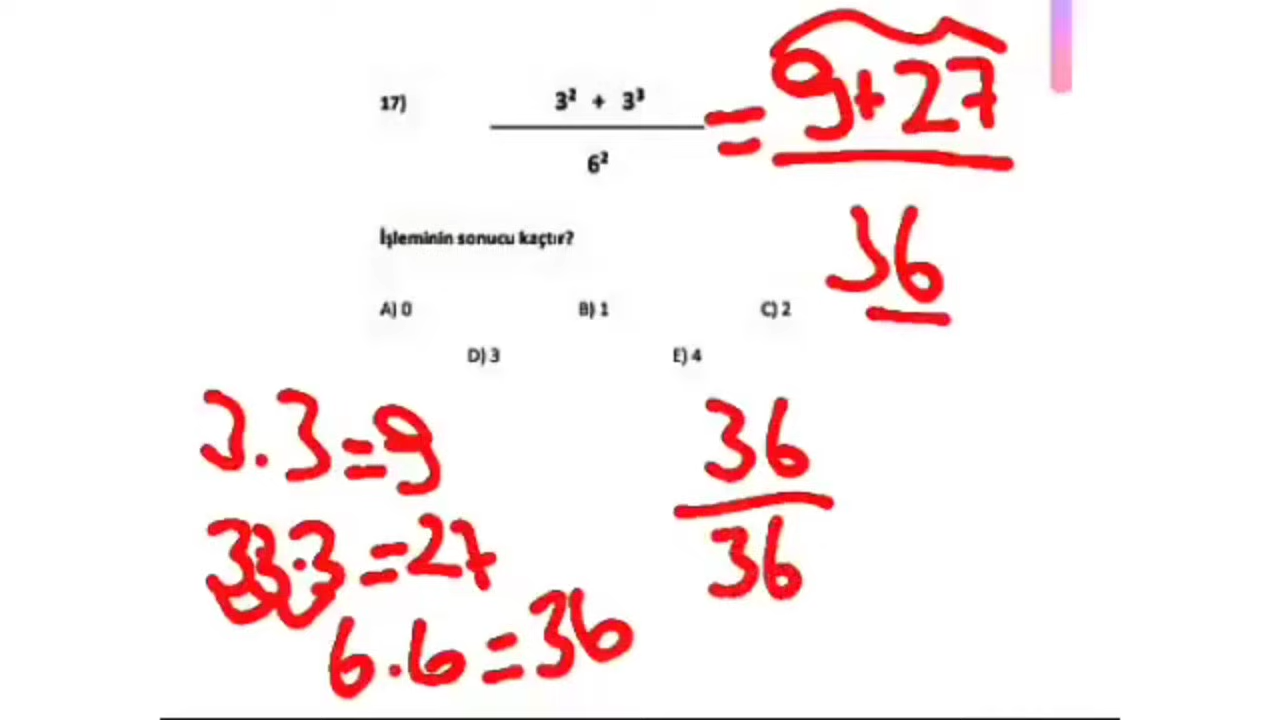 17) 3² + 3³ = 9+27
6² 36
İşleminin sonucu kaçtır?
A) 0 B) 1 C) 2
D) 3 E) 4
3.3=9
3.3.3=27
6.6=36
36
36